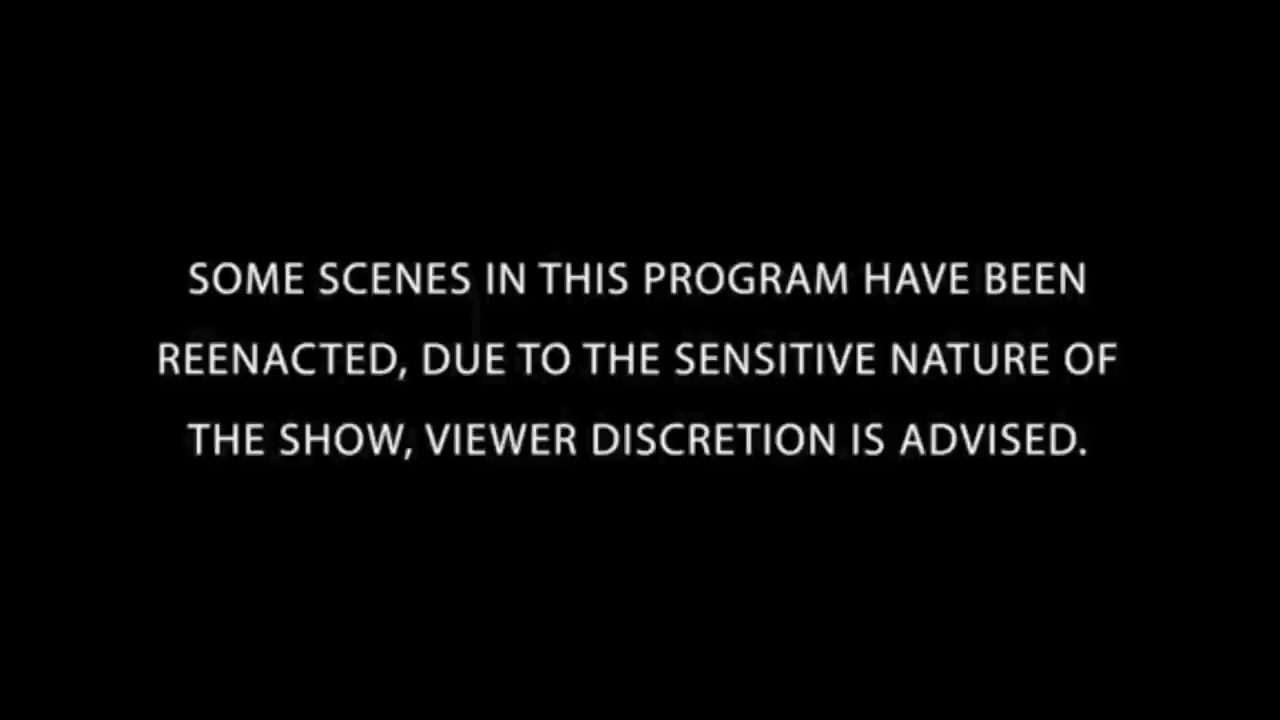 SOME SCENES IN THIS PROGRAM HAVE BEEN
REENACTED, DUE TO THE SENSITIVE NATURE OF
THE SHOW, VIEWER DISCRETION IS ADVISED.